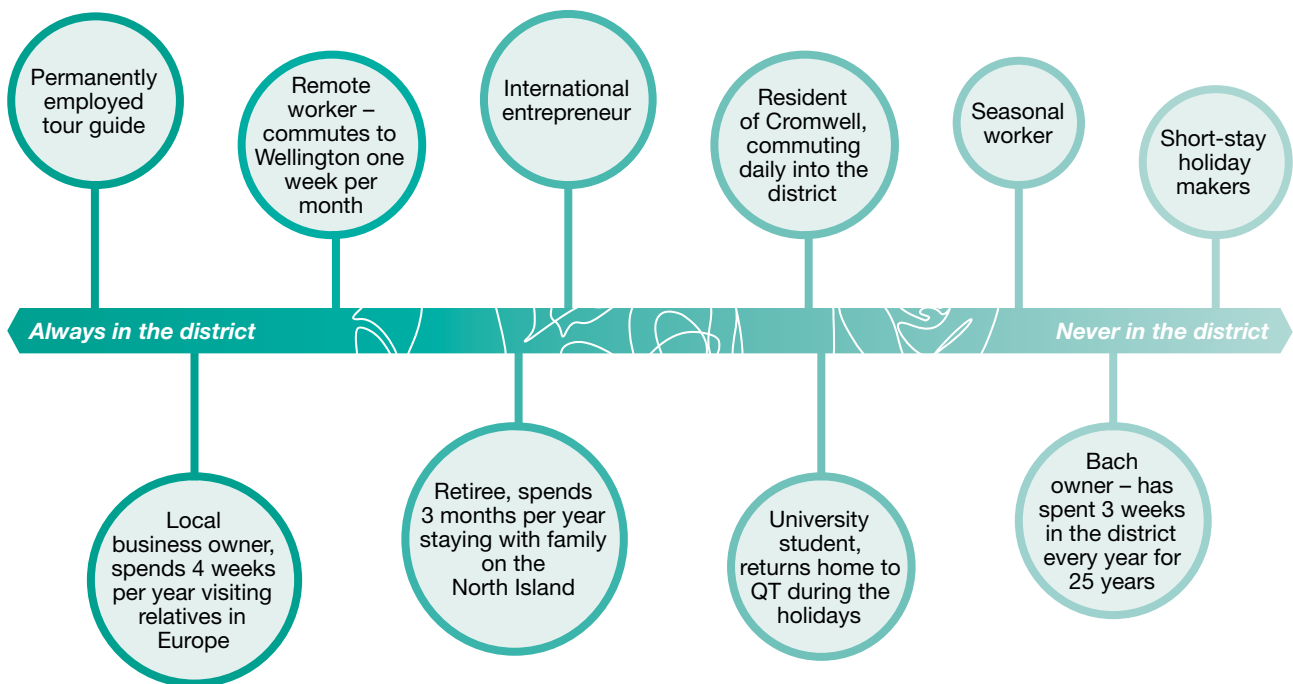 Permanently
employed
tour guide
Remote
worker –
commutes to
Wellington one
week per
month
International
entrepreneur
Resident
of Cromwell,
commuting
daily into the
district
Seasonal
worker
Short-stay
holiday
makers
Always in the district
Never in the district
Local
business owner,
spends 4 weeks
per year visiting
relatives in
Europe
Retiree, spends
3 months per year
staying with family
on the
North Island
University
student,
returns home to
QT during the
holidays
Bach
owner – has
spent 3 weeks
in the district
every year for
25 years